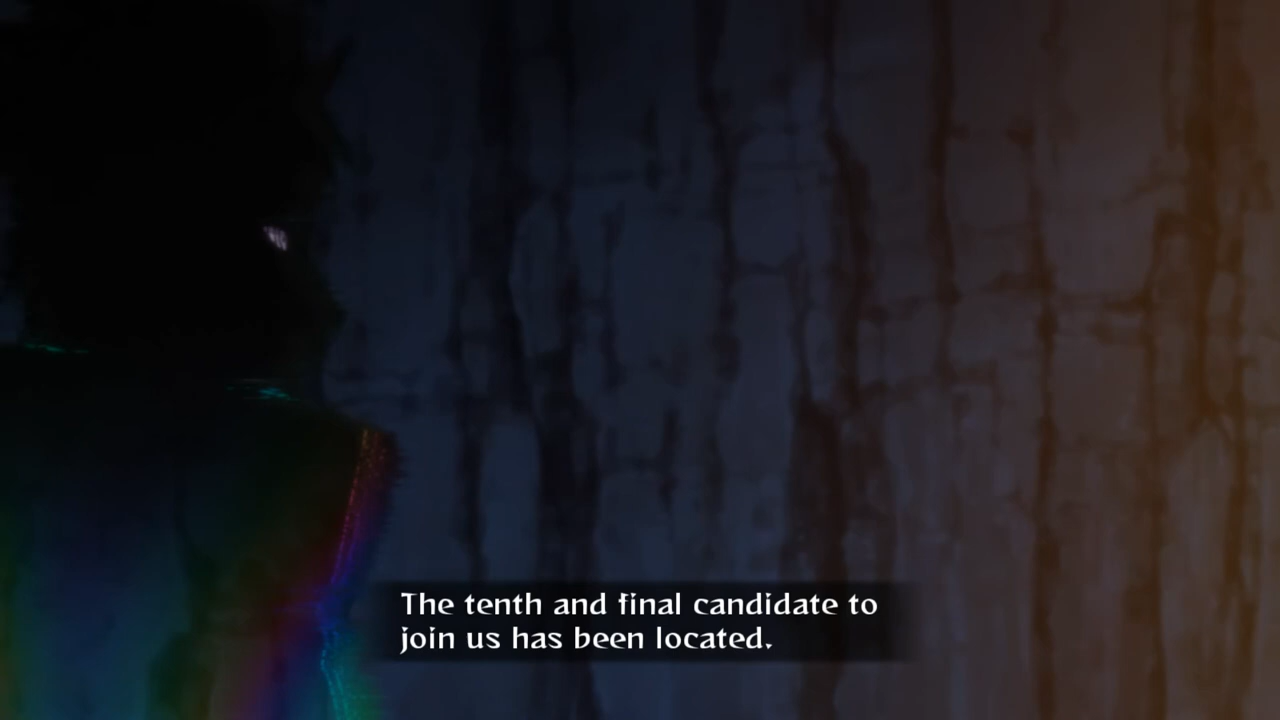 The tenth and final candidate to
join us has been located.